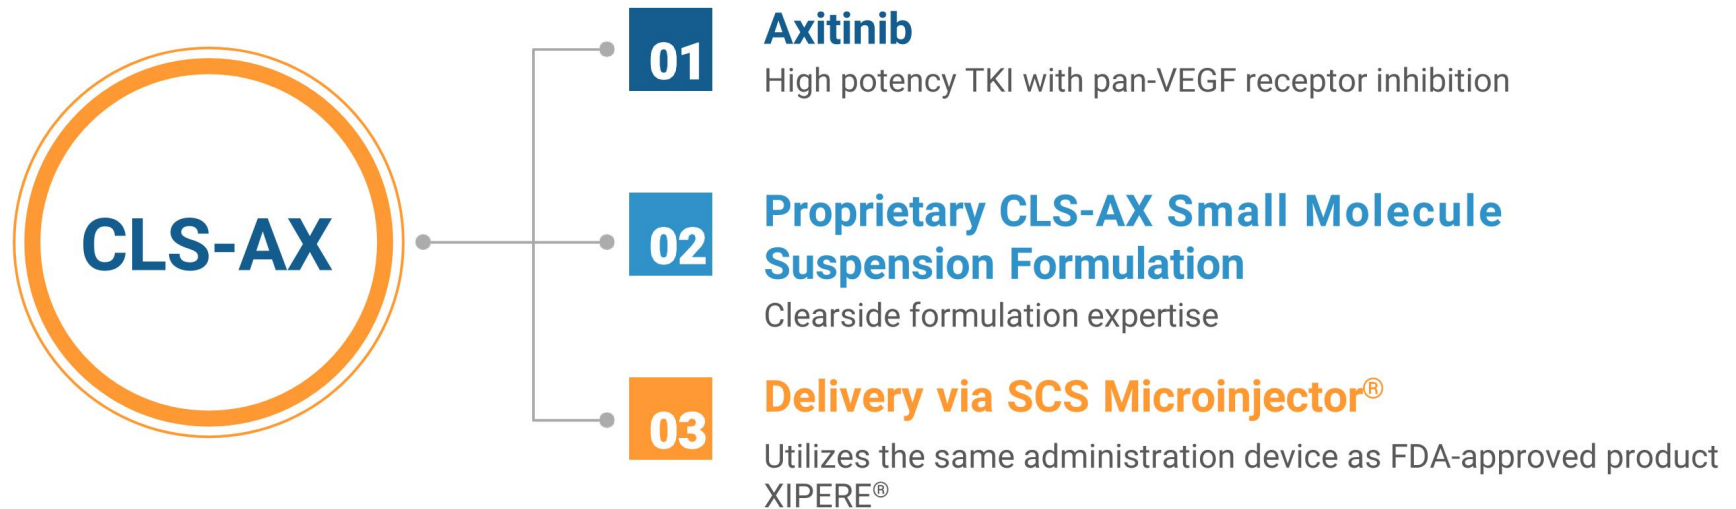 CLS-AX
01
Axitinib
High potency TKI with pan-VEGF receptor inhibition
02
Proprietary CLS-AX Small Molecule
Suspension Formulation
Clearside formulation expertise
03
Delivery via SCS Microinjector®
Utilizes the same administration device as FDA-approved product
XIPERE®